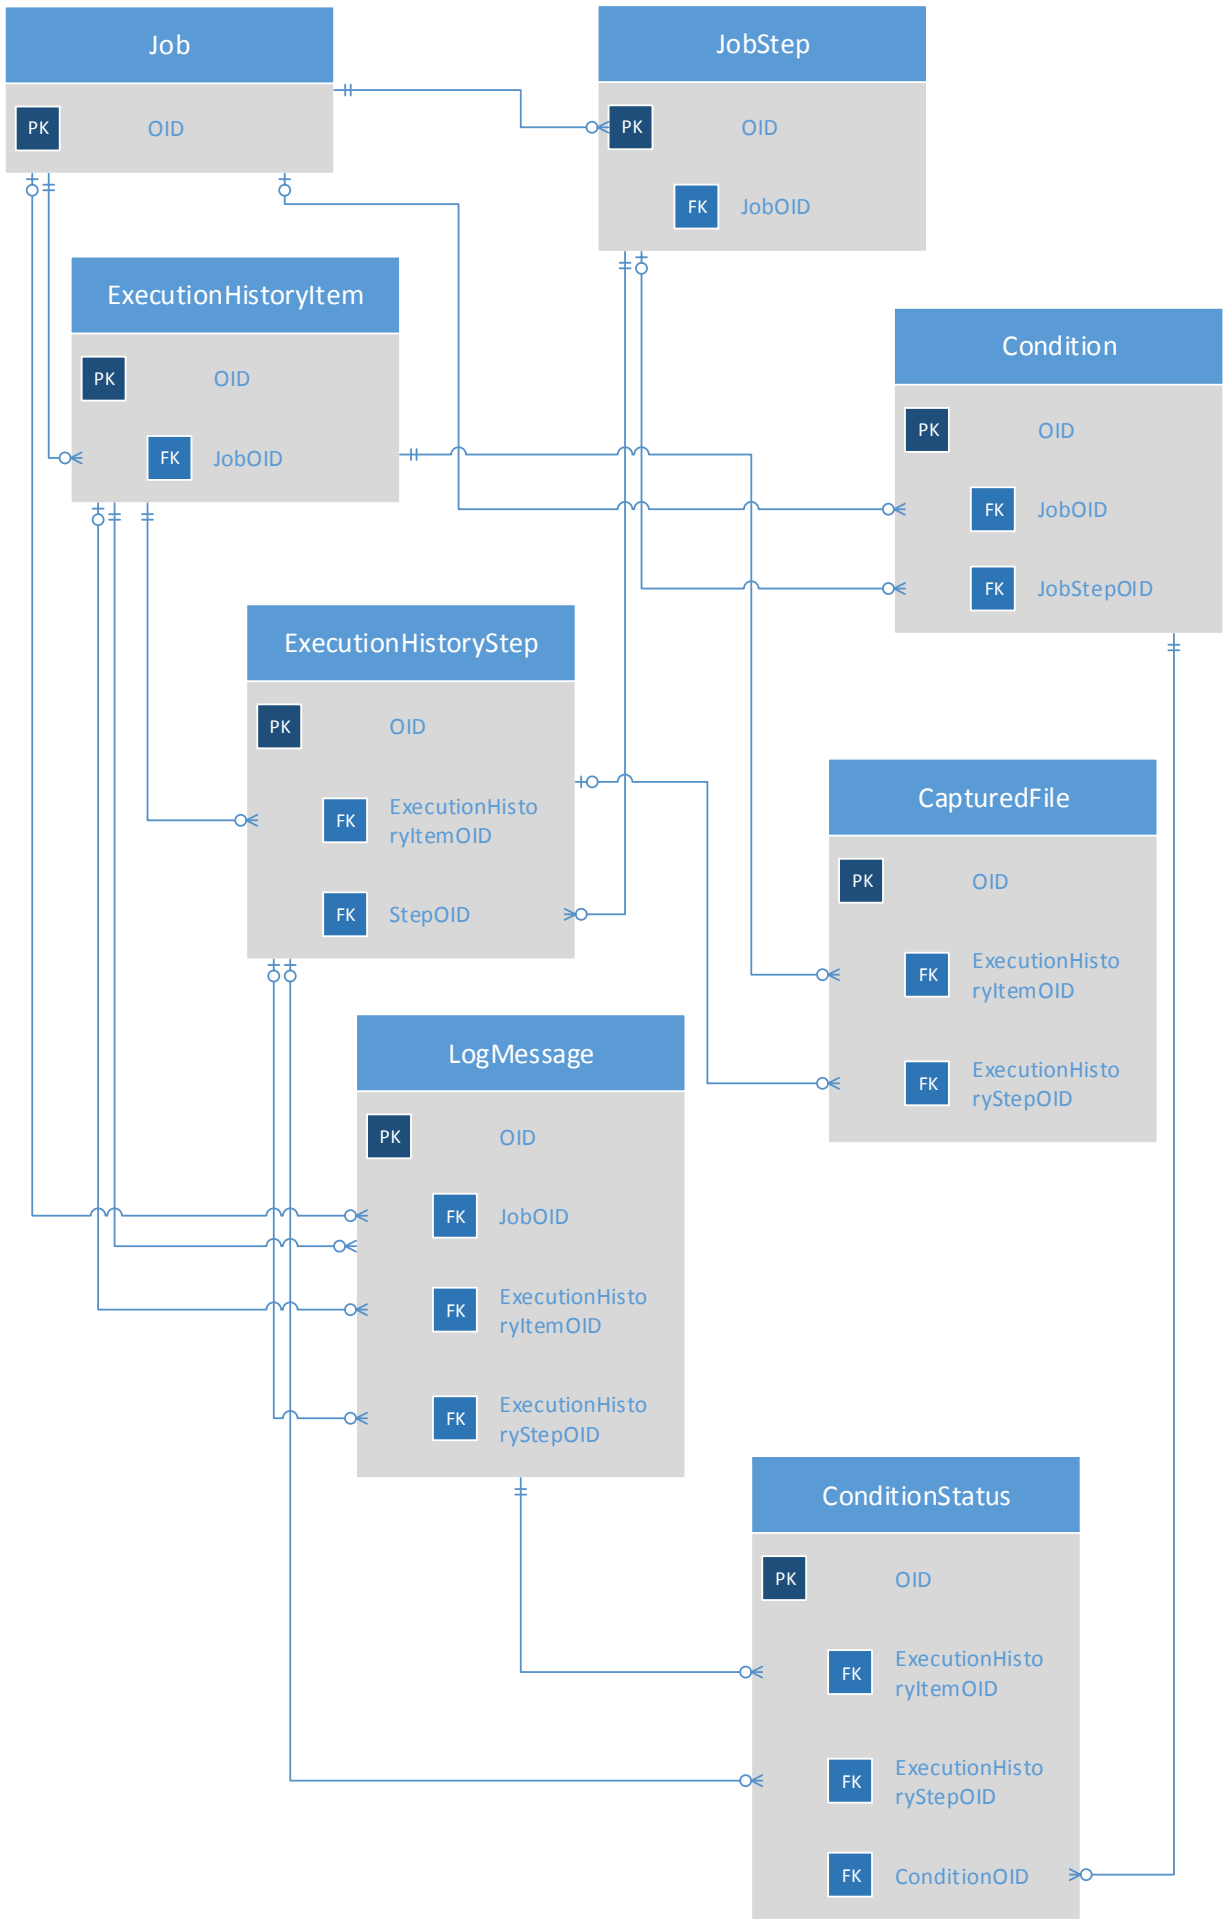 Job
PK OID
JobStep
PK OID
FK JobOID
ExecutionHistoryItem
PK OID
FK JobOID
Condition
PK OID
FK JobOID
FK JobStepOID
ExecutionHistoryStep
PK OID
FK ExecutionHisto
ryItemOID
FK StepOID
CapturedFile
PK OID
FK ExecutionHisto
ryItemOID
FK ExecutionHisto
ryStepOID
LogMessage
PK OID
FK JobOID
FK ExecutionHisto
ryItemOID
FK ExecutionHisto
ryStepOID
ConditionStatus
PK OID
FK ExecutionHisto
ryItemOID
FK ExecutionHisto
ryStepOID
FK ConditionOID